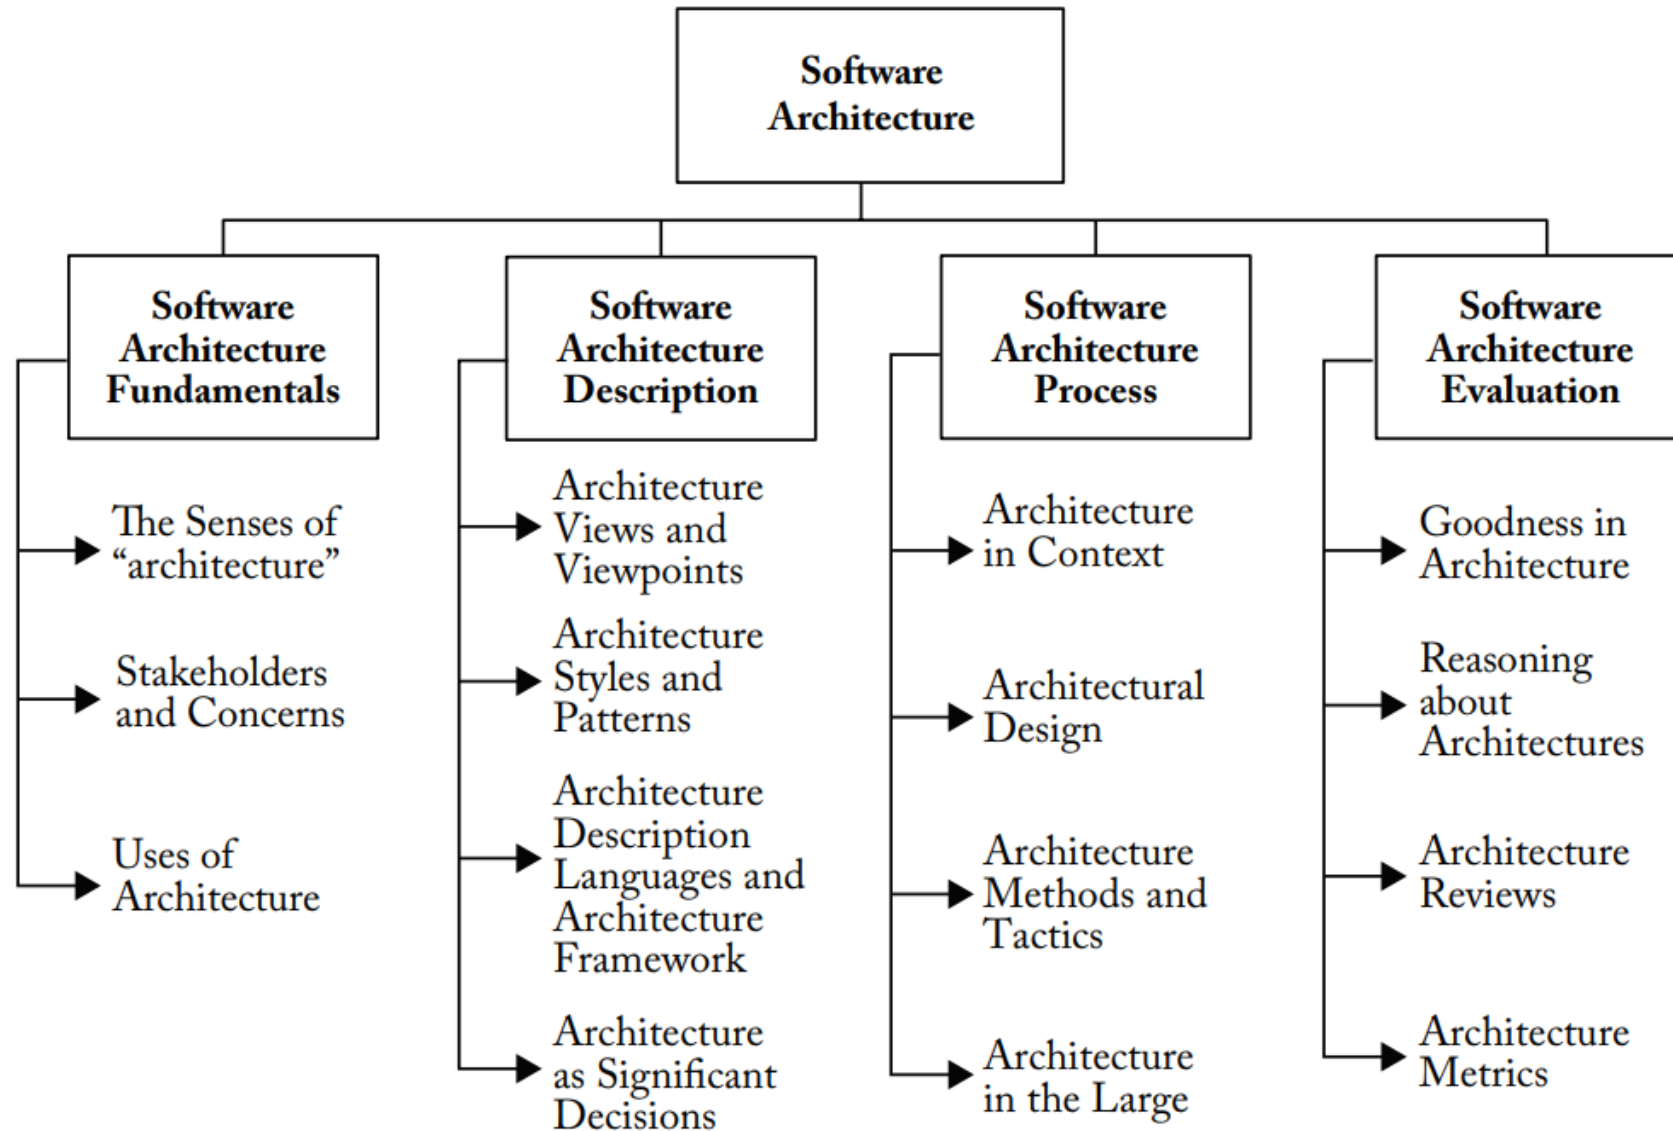 Software
Architecture
Software
Architecture
Fundamentals
The Senses of
“architecture”
Stakeholders
and Concerns
Uses of
Architecture
Software
Architecture
Description
Architecture
Views and
Viewpoints
Architecture
Styles and
Patterns
Architecture
Description
Languages and
Architecture
Framework
Architecture
as Significant
Decisions
Software
Architecture
Process
Architecture
in Context
Architectural
Design
Architecture
Methods and
Tactics
Architecture
in the Large
Software
Architecture
Evaluation
Goodness in
Architecture
Reasoning
about
Architectures
Architecture
Reviews
Architecture
Metrics